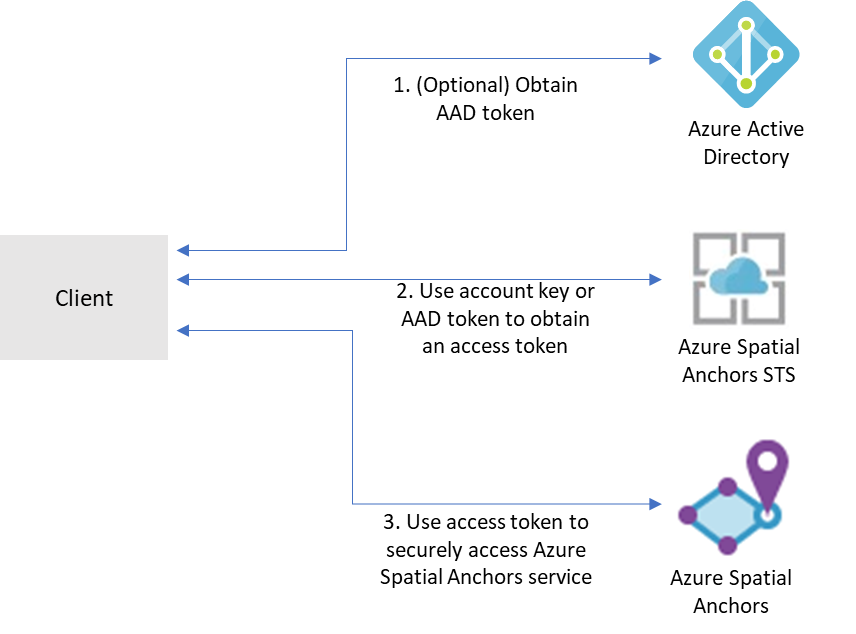 1. (Optional) Obtain
AAD token
Azure Active
Directory
Client
2. Use account key or
AAD token to obtain
an access token
Azure Spatial
Anchors STS
3. Use access token to
securely access Azure
Spatial Anchors service
Azure Spatial
Anchors